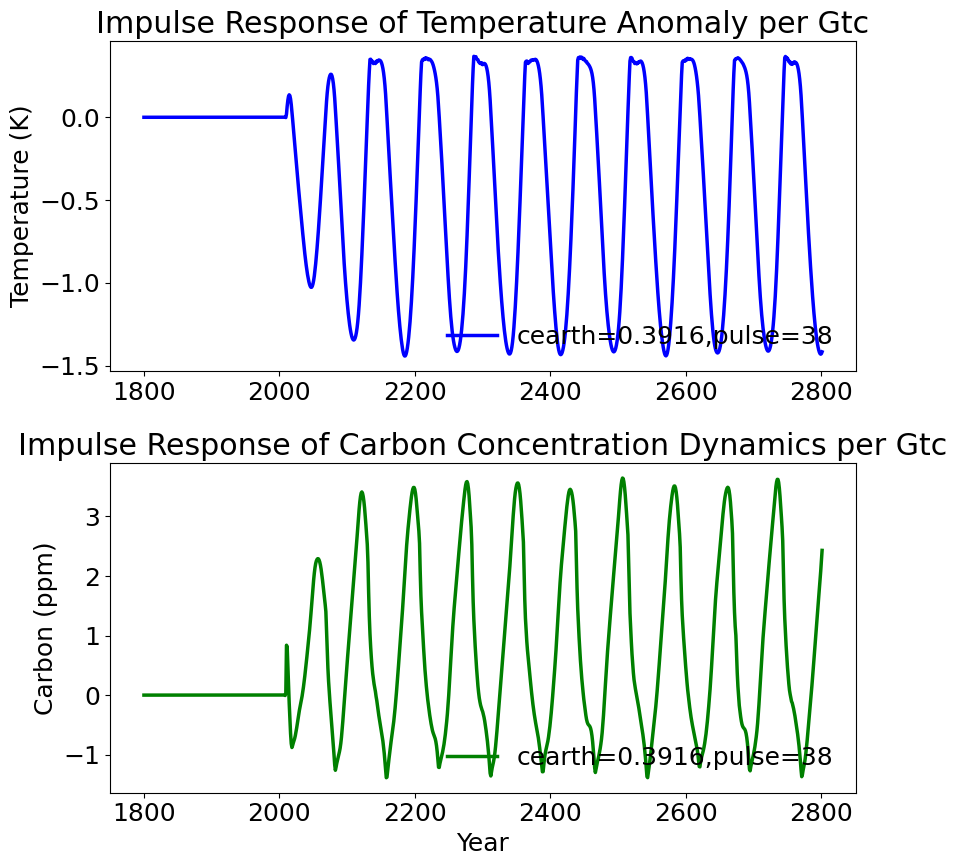 Impulse Response of Temperature Anomaly per Gtc
Temperature (K)
0.0
−0.5
−1.0
−1.5
cearth=0.3916,pulse=38
1800 2000 2200 2400 2600 2800
Impulse Response of Carbon Concentration Dynamics per Gtc
Carbon (ppm)
3
2
1
0
−1
cearth=0.3916,pulse=38
1800 2000 2200 2400 2600 2800
Year